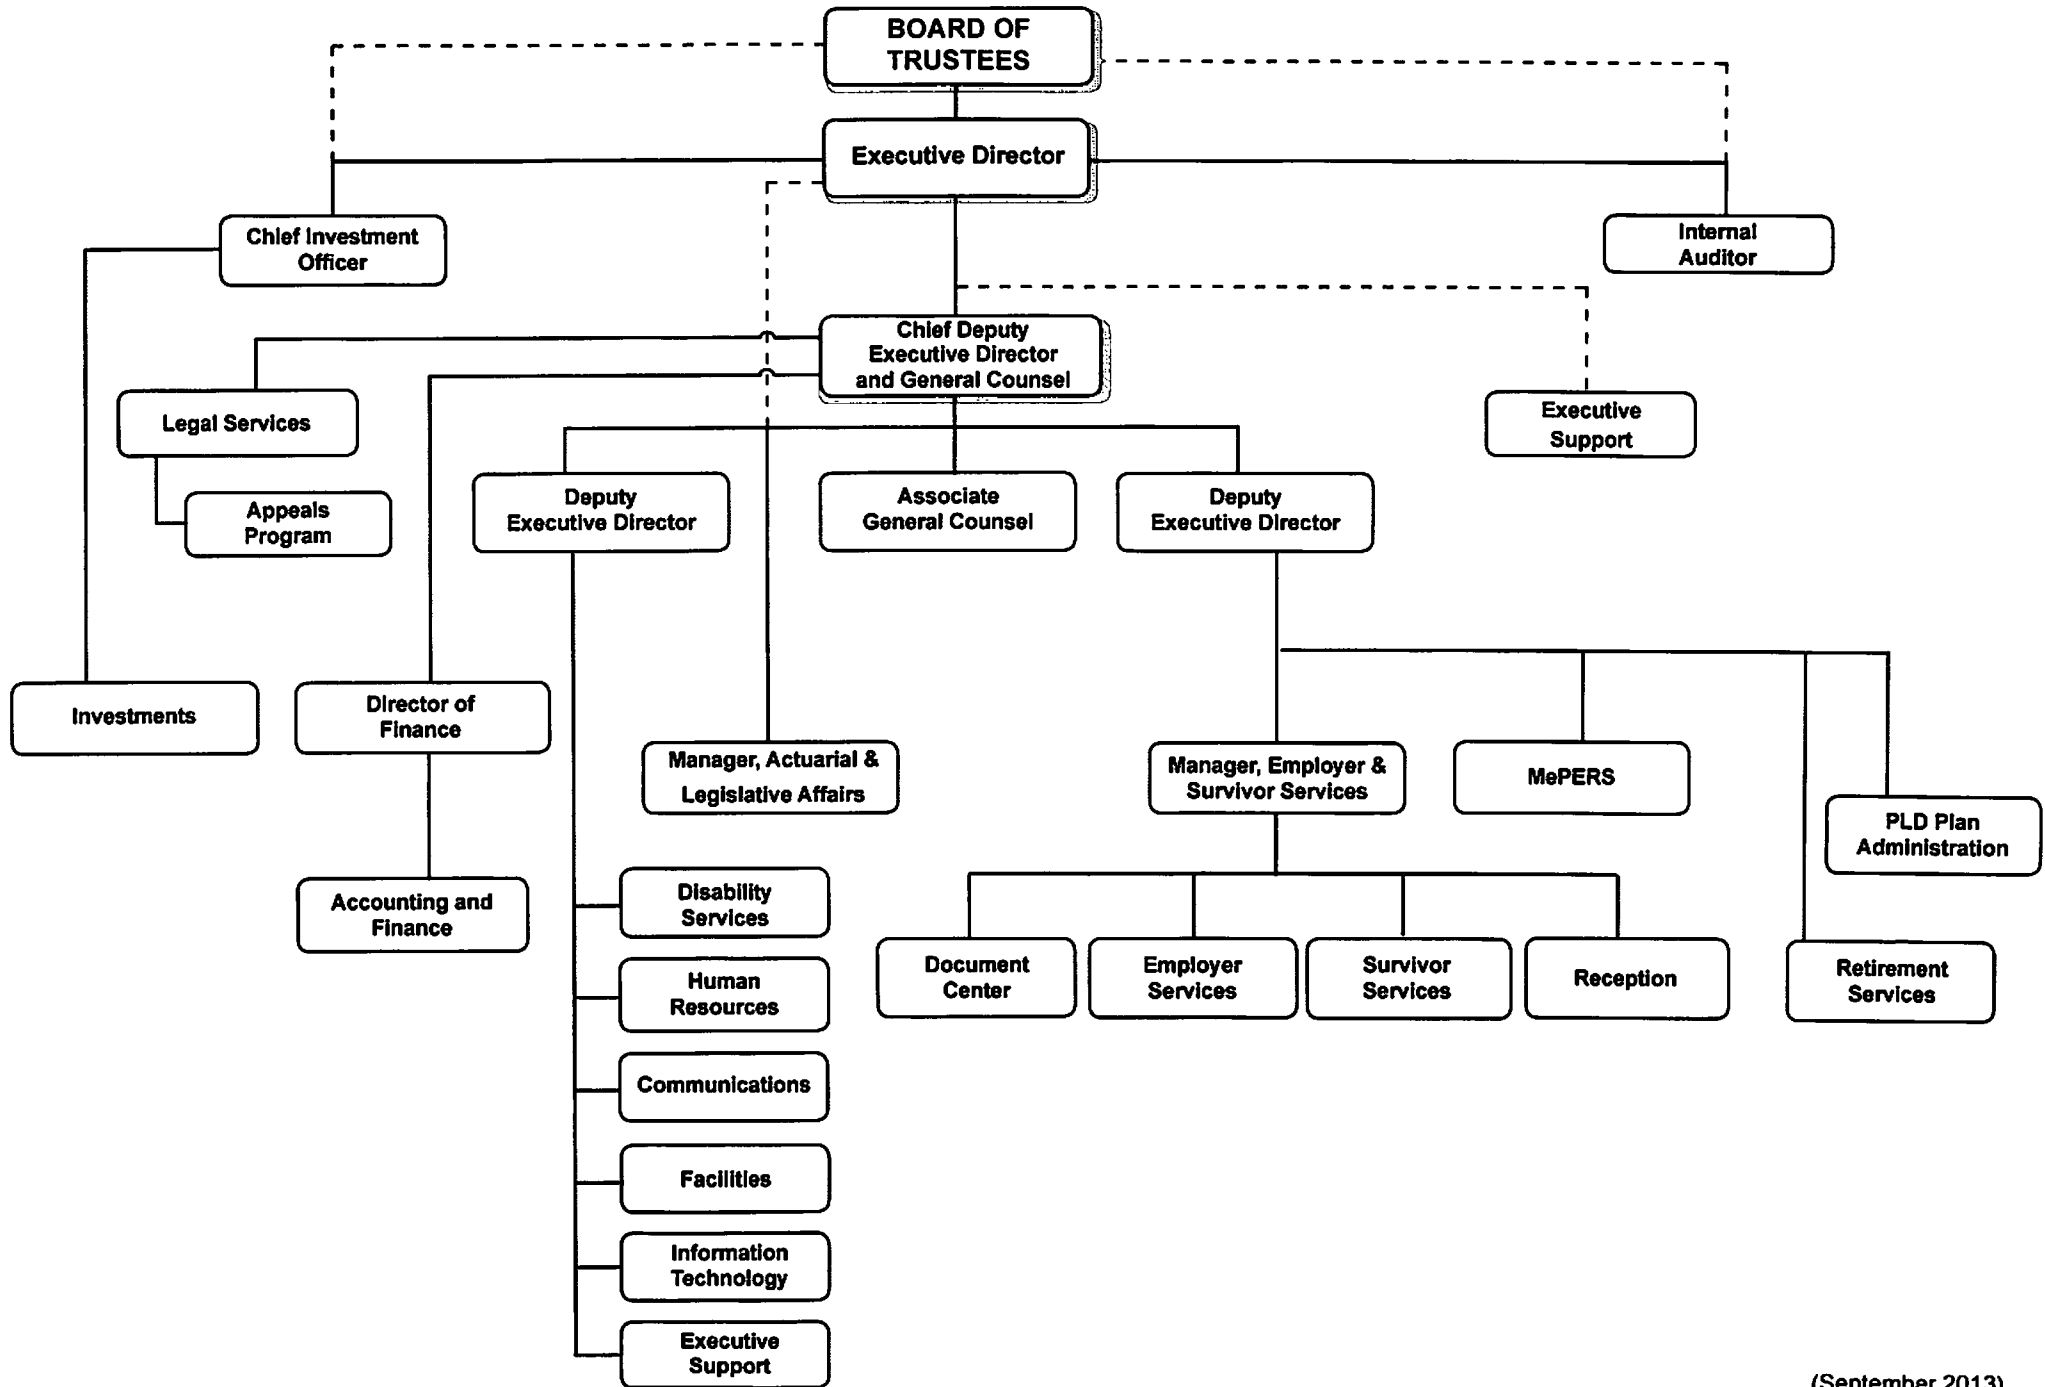 BOARD OF
TRUSTEES
Executive Director
Chief Investment
Officer
Internal
Auditor
Chief Deputy
Executive Director
and General Counsel
Legal Services
Executive
Support
Appeals
Program
Deputy
Executive Director
Associate
General Counsel
Deputy
Executive Director
Investments
Director of
Finance
Manager, Actuarial &
Legislative Affairs
Manager, Employer &
Survivor Services
MePERS
PLD Plan
Administration
Accounting and
Finance
Disability
Services
Document
Center
Employer
Services
Survivor
Services
Reception
Retirement
Services
Human
Resources
Communications
Facilities
Information
Technology
Executive
Support
(September 2013)